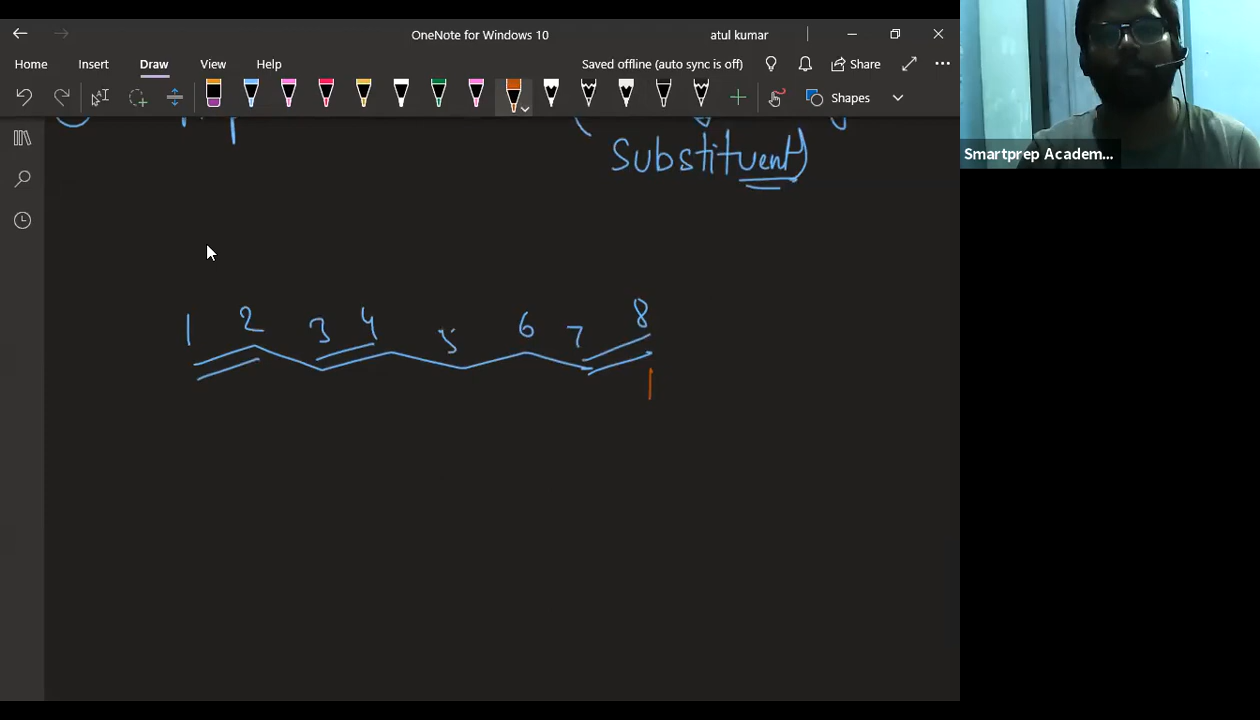 OneNote for Windows 10
atul kumar
Home Insert Draw View Help
Saved offline (auto sync is off)
Share
Shapes
Smartprep Academ...
Substituent)
1 2 3 4 5 6 7 8
1